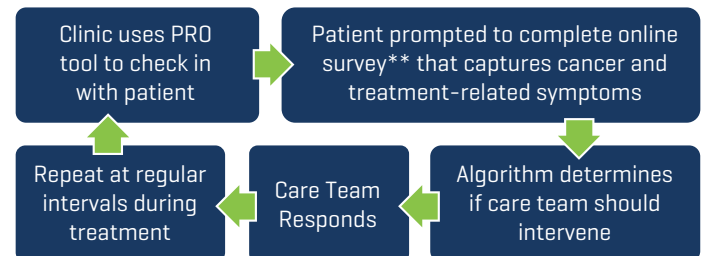 Clinic uses PRO
tool to check in
with patient
Patient prompted to complete online
survey** that captures cancer and
treatment-related symptoms
Algorithm determines
if care team should
intervene
Care Team
Responds
Repeat at regular
intervals during
treatment